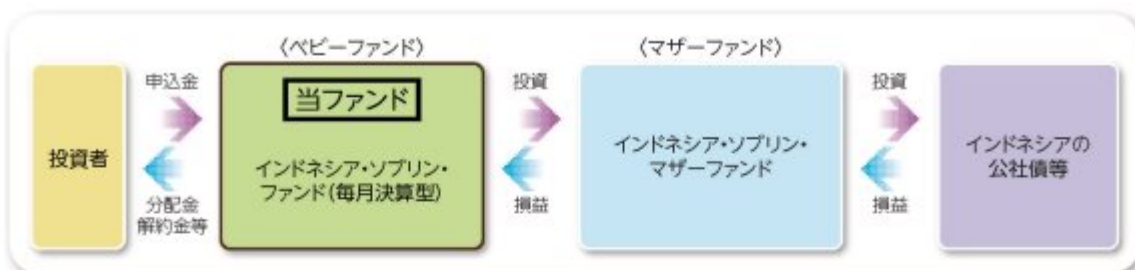 〈ベビーファンド〉
〈マザーファンド〉
投資者
申込金
分配金
解約金等
当ファンド
インドネシア・ソブリン・
ファンド(毎月決算型)
投資
損益
インドネシア・ソブリン・
マザーファンド
投資
損益
インドネシアの
公社債等